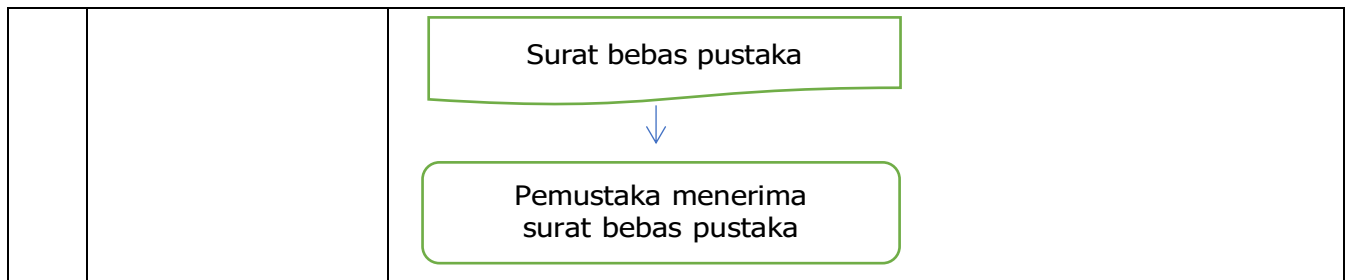 Surat bebas pustaka
Pemustaka menerima
surat bebas pustaka